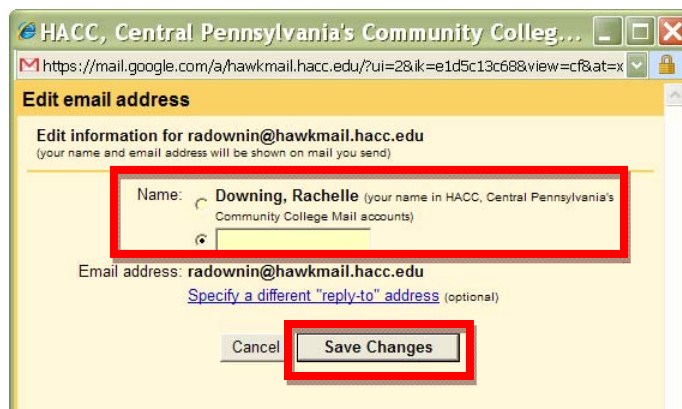 HACC, Central Pennsylvania's Community Colleg...
https://mail.google.com/a/hawkmail.hacc.edu/?ui=2&ik=e1d5c13c68&view=cf&at=x
Edit email address
Edit information for radownin@hawkmail.hacc.edu
(your name and email address will be shown on mail you send)
Name: Downing, Rachelle (your name in HACC, Central Pennsylvania's
Community College Mail accounts)
Email address: radownin@hawkmail.hacc.edu
Specify a different "reply-to" address (optional)
Cancel Save Changes